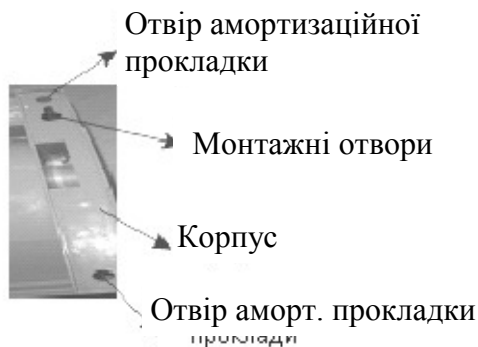 Отвір амортизаційної
прокладки
Монтажні отвори
Корпус
Отвір аморт. прокладки